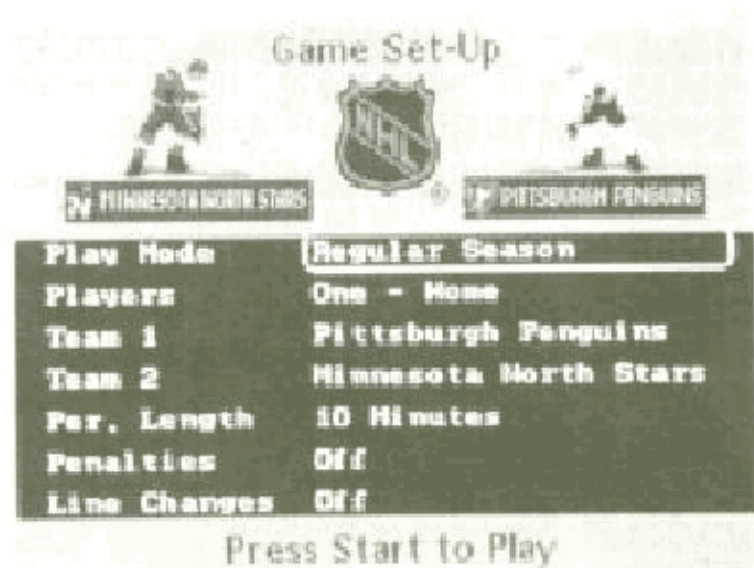 Game Set-Up
NHL
MINNESOTA NORTH STARS
PITTSBURGH PENGUINS
Play Mode Regular Season
Players One - Home
Team 1 Pittsburgh Penguins
Team 2 Minnesota North Stars
Per. Length 10 Minutes
Penalties Off
Line Changes Off
Press Start to Play